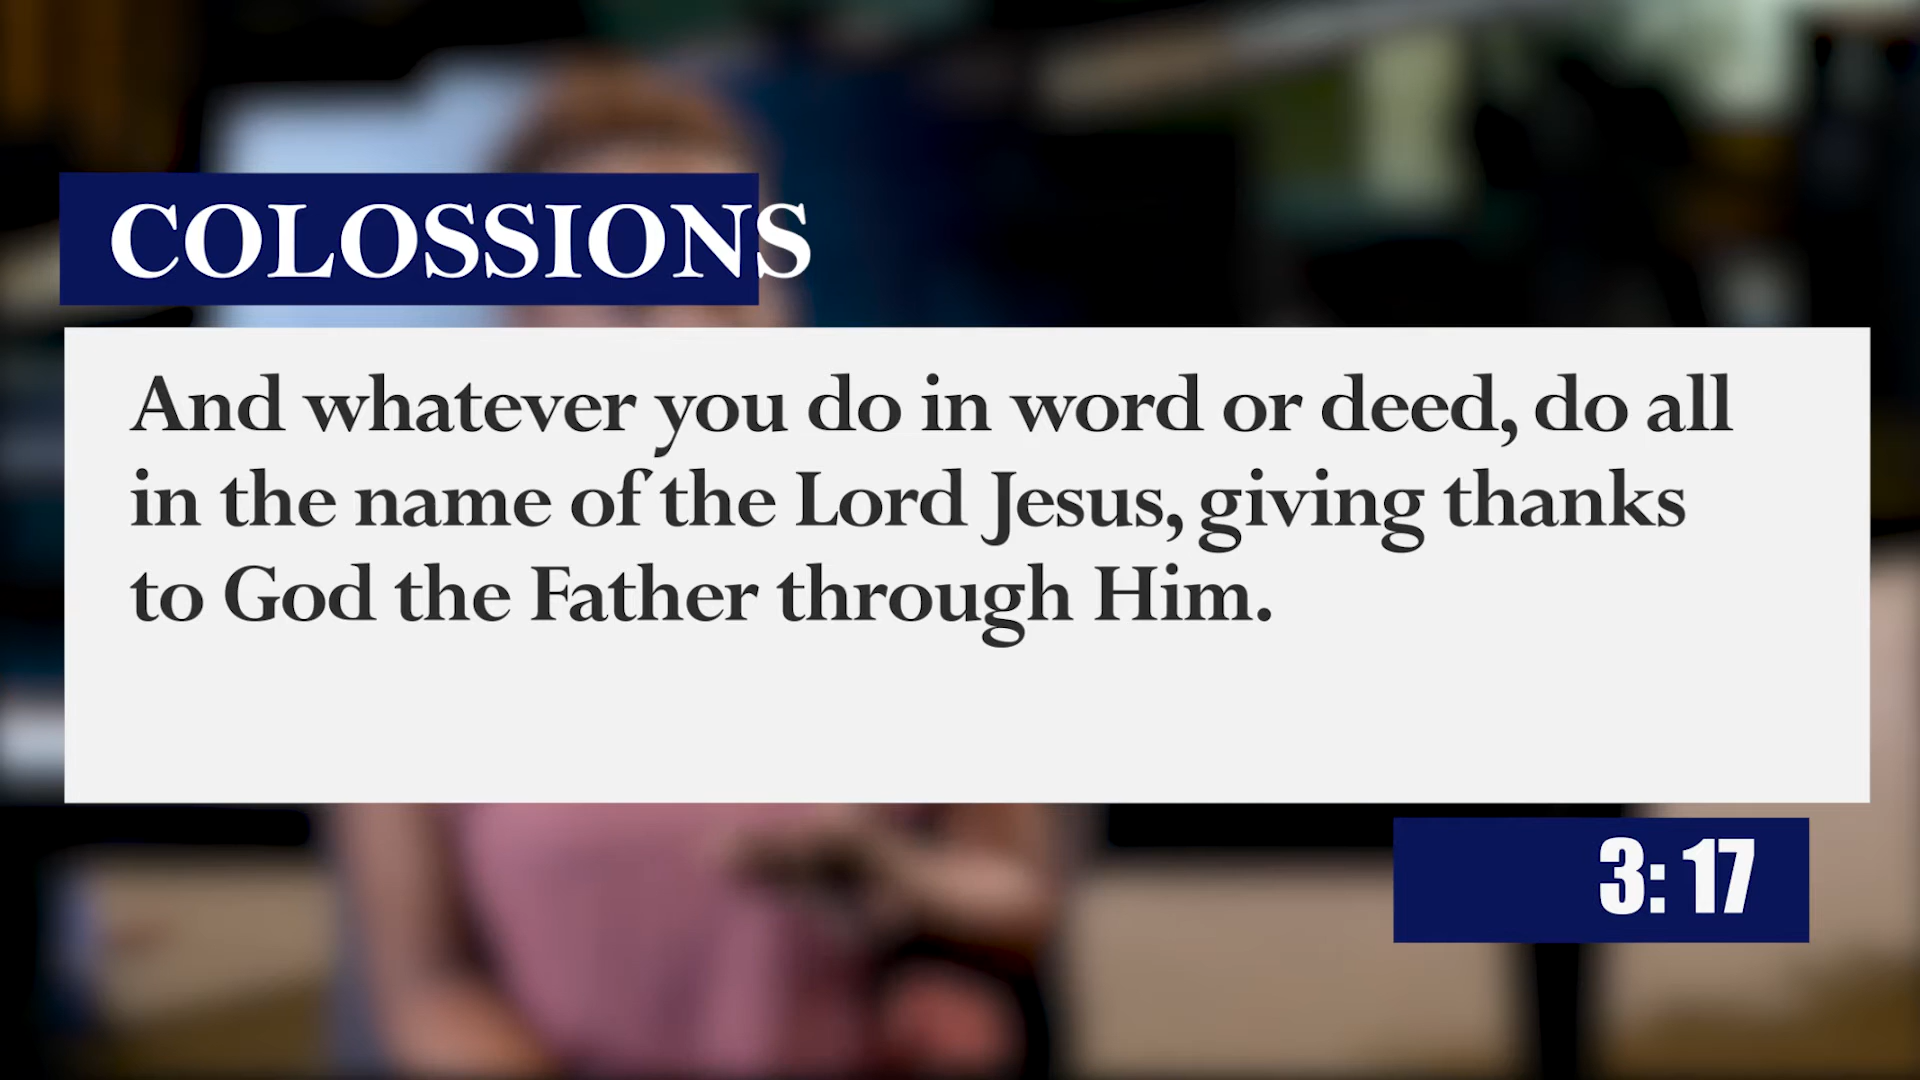 COLOSSIONS
And whatever you do in word or deed, do all
in the name of the Lord Jesus, giving thanks
to God the Father through Him.
3: 17